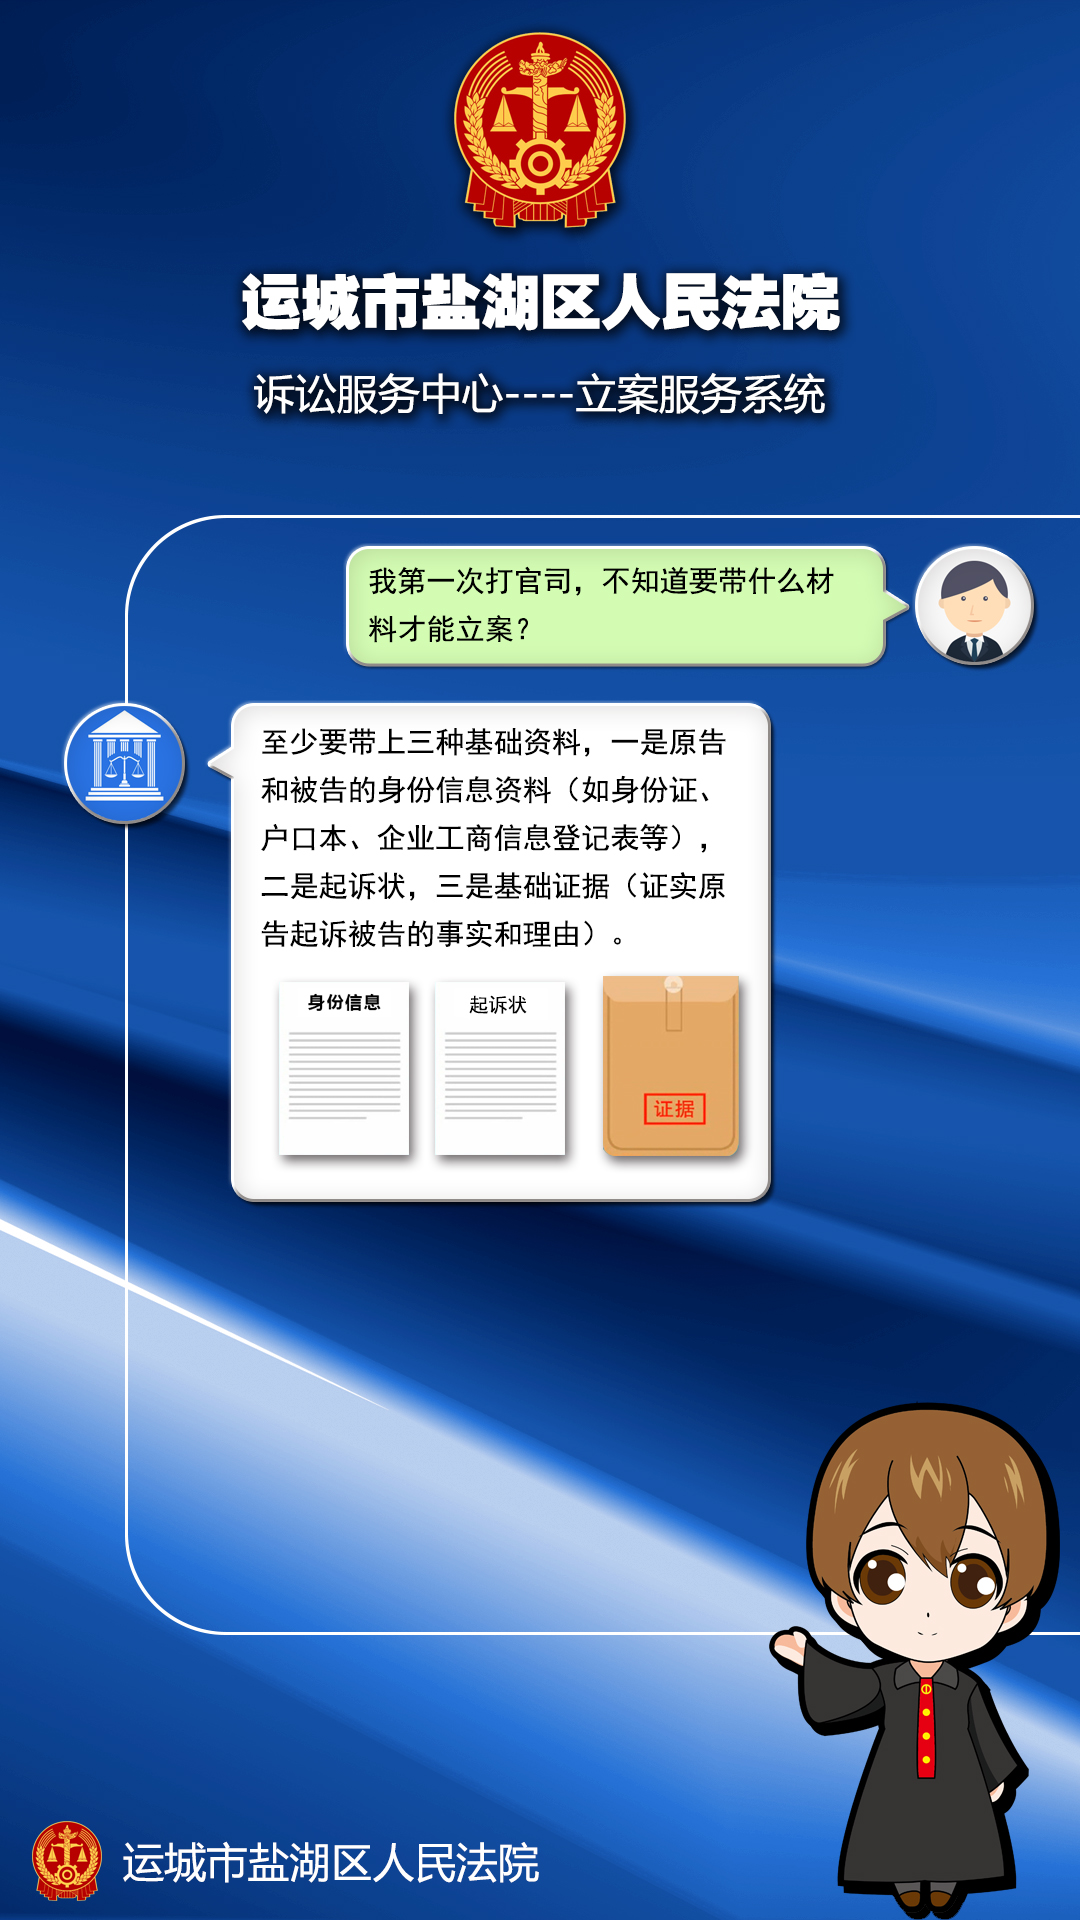 运城市盐湖区人民法院
诉讼服务中心----立案服务系统
我第一次打官司，不知道要带什么材
料才能立案？
至少要带上三种基础资料，一是原告
和被告的身份信息资料（如身份证、
户口本、企业工商信息登记表等），
二是起诉状，三是基础证据（证实原
告起诉被告的事实和理由）。
身份信息
起诉状
证据
运城市盐湖区人民法院